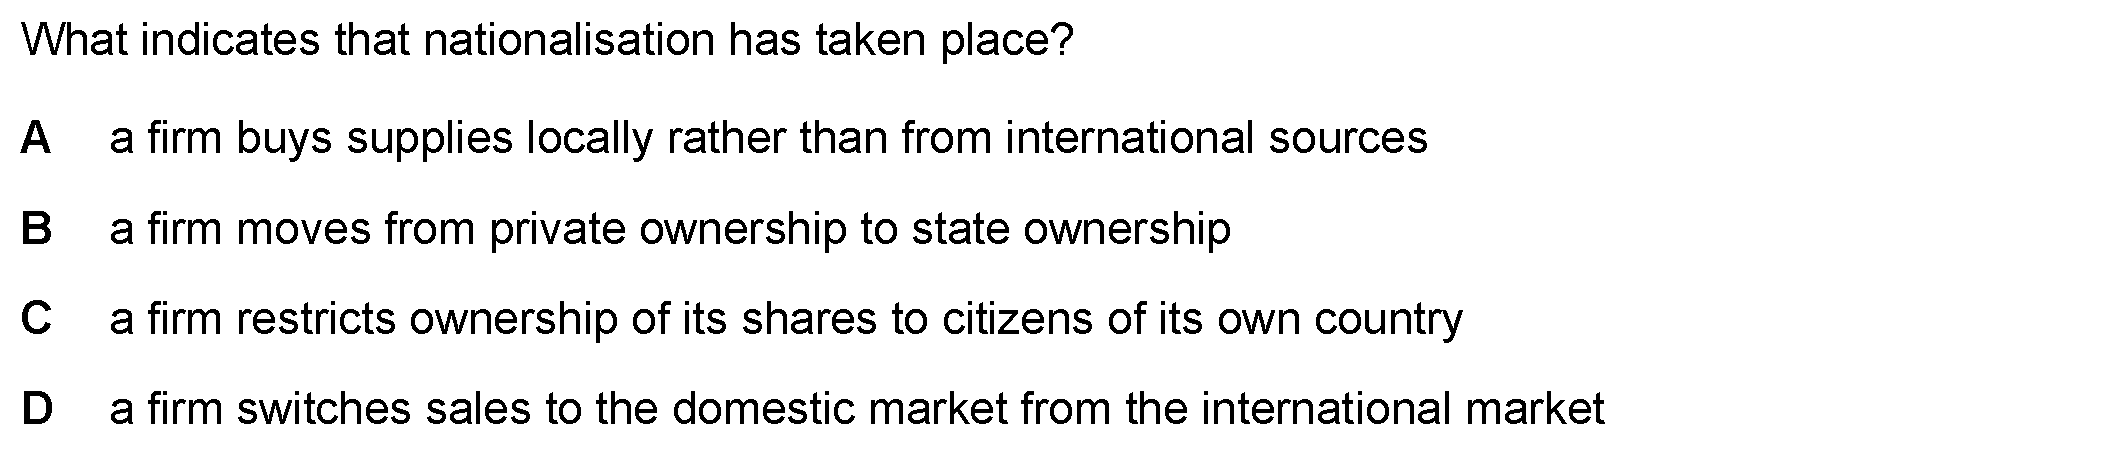 What indicates that nationalisation has taken place?
A a firm buys supplies locally rather than from international sources
B a firm moves from private ownership to state ownership
C a firm restricts ownership of its shares to citizens of its own country
D a firm switches sales to the domestic market from the international market